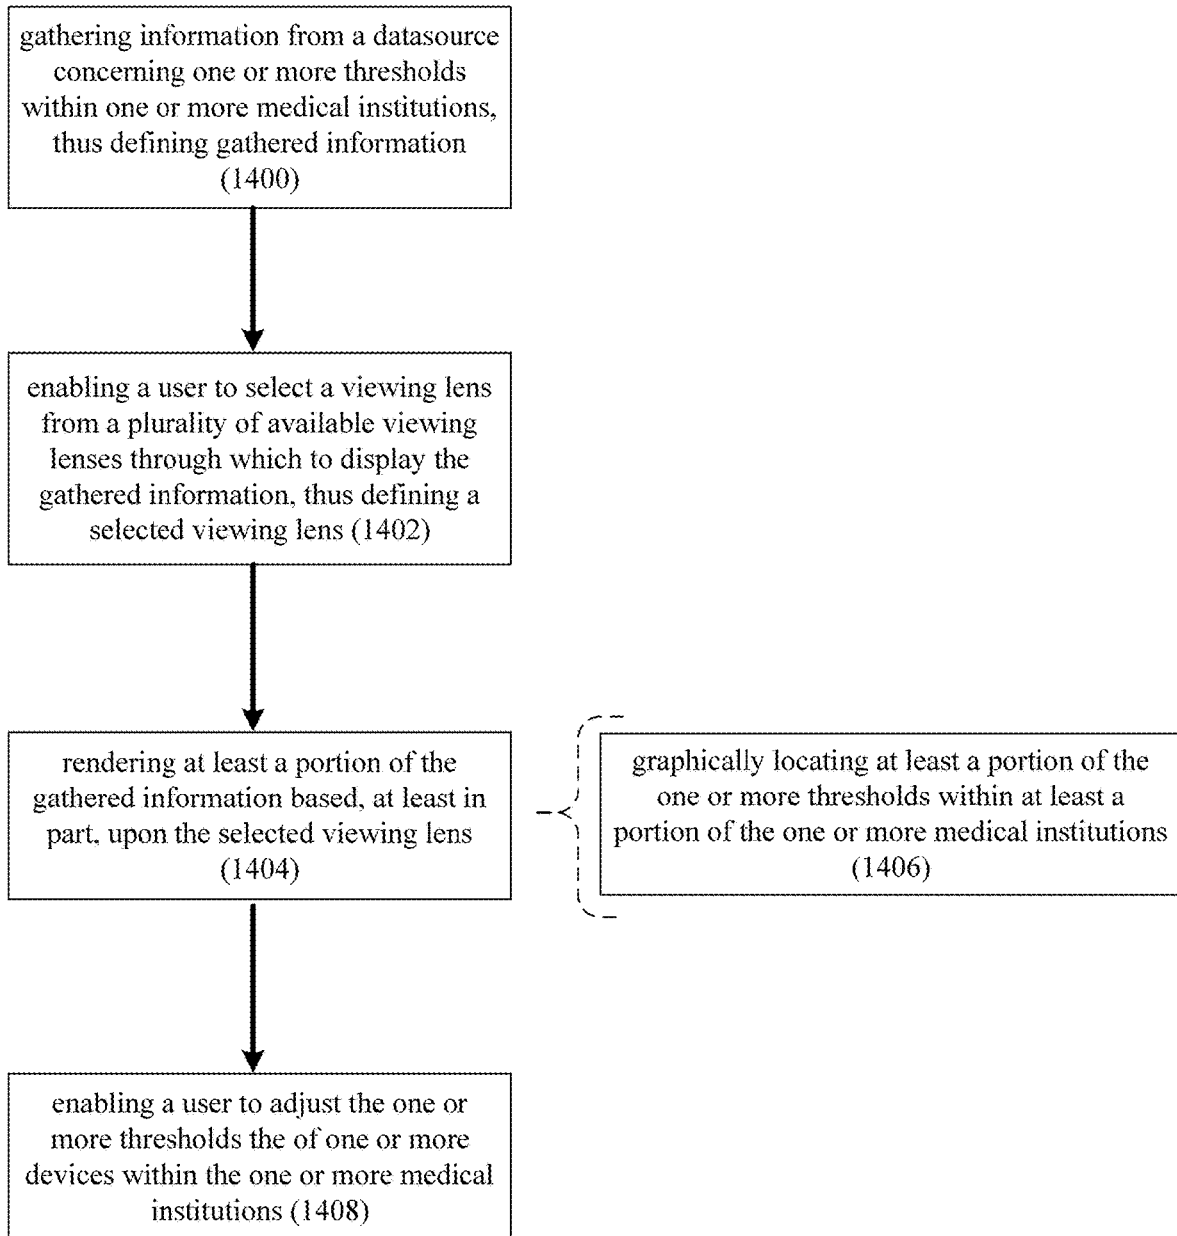 gathering information from a datasource
concerning one or more thresholds
within one or more medical institutions,
thus defining gathered information
(1400)
enabling a user to select a viewing lens
from a plurality of available viewing
lenses through which to display the
gathered information, thus defining a
selected viewing lens (1402)
rendering at least a portion of the
gathered information based, at least in
part, upon the selected viewing lens
(1404)
graphically locating at least a portion of the
one or more thresholds within at least a
portion of the one or more medical institutions
(1406)
enabling a user to adjust the one or
more thresholds the of one or more
devices within the one or more medical
institutions (1408)